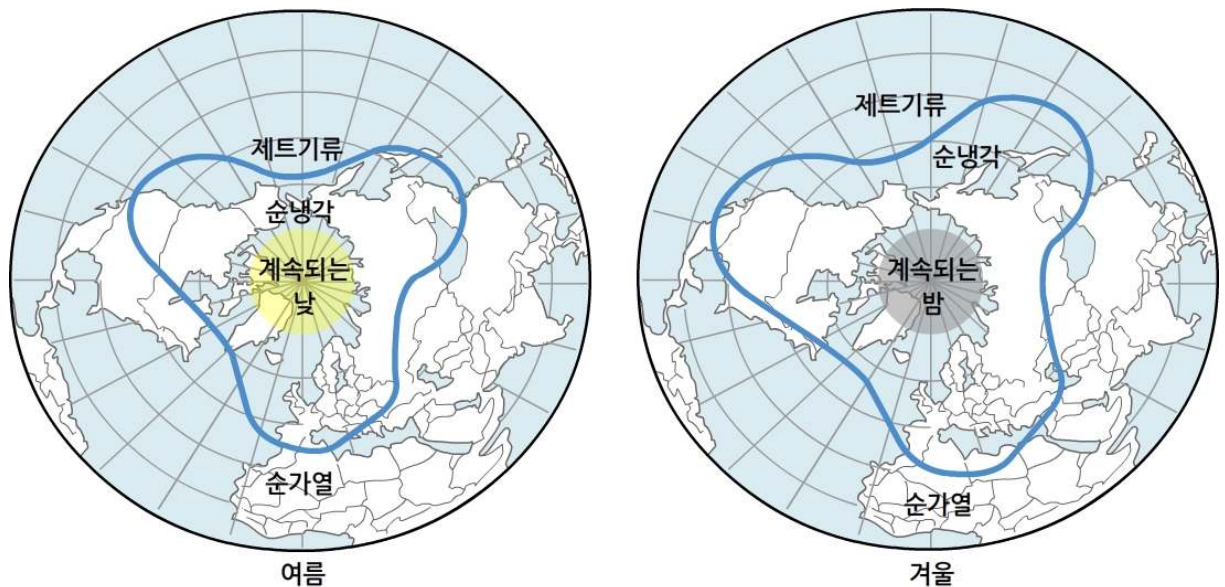 제트기류
순냉각
계속되는
낮
순가열
여름
제트기류
순냉각
계속되는
밤
순가열
겨울